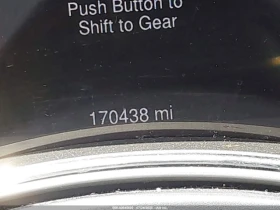 Push Button to
Shift to Gear
170438 mi